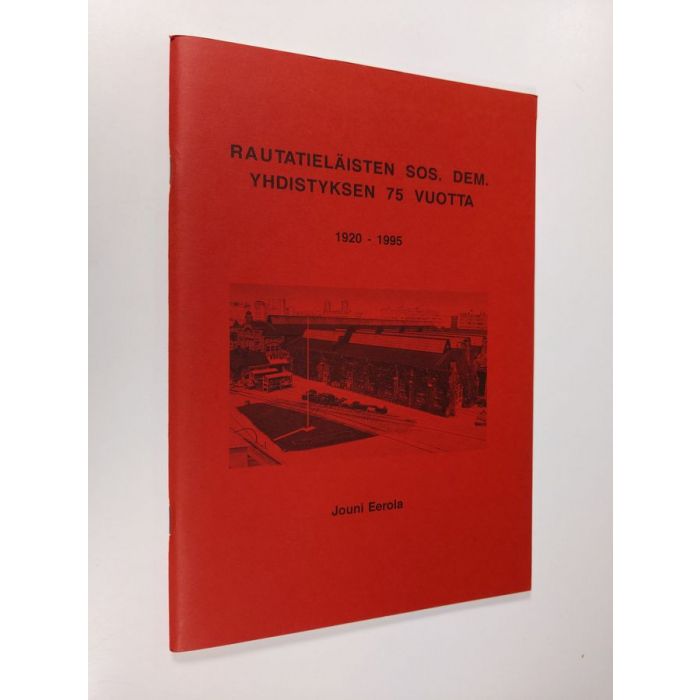 RAUTATIELÄISTEN SOS. DEM.
YHDISTYKSEN 75 VUOTTA
1920 - 1995
Jouni Eerola